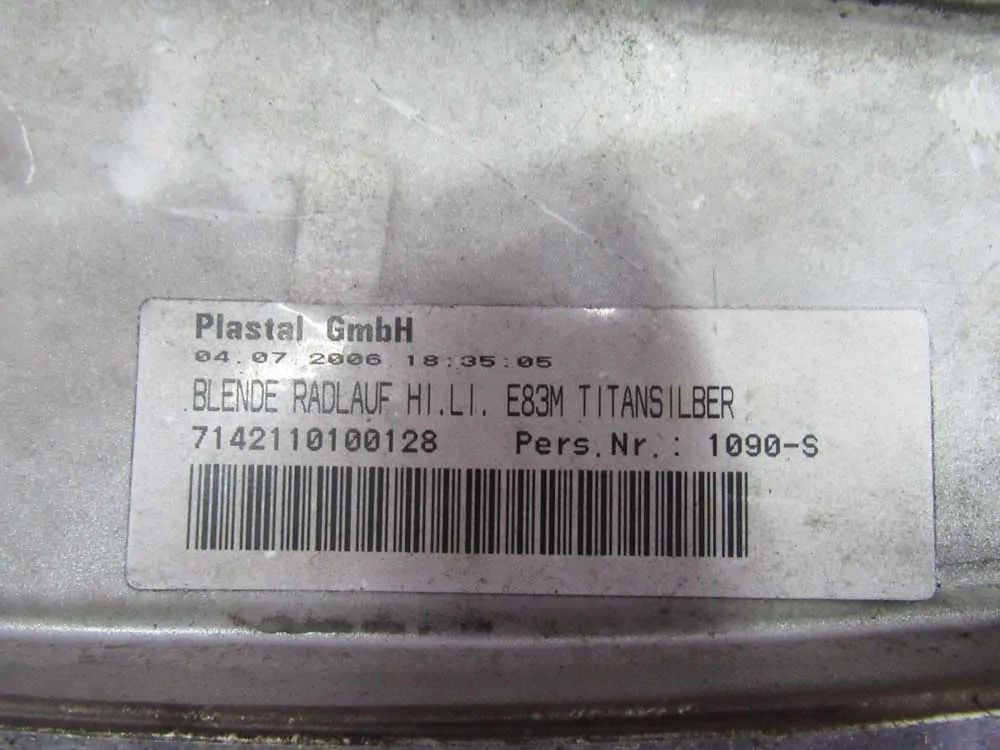 Plastal GmbH
04.07.2006 18:35:05
BLENDE RADLAUF HI.LI. E83M TITANSILBER
7142110100128 Pers.Nr.: 1090-S